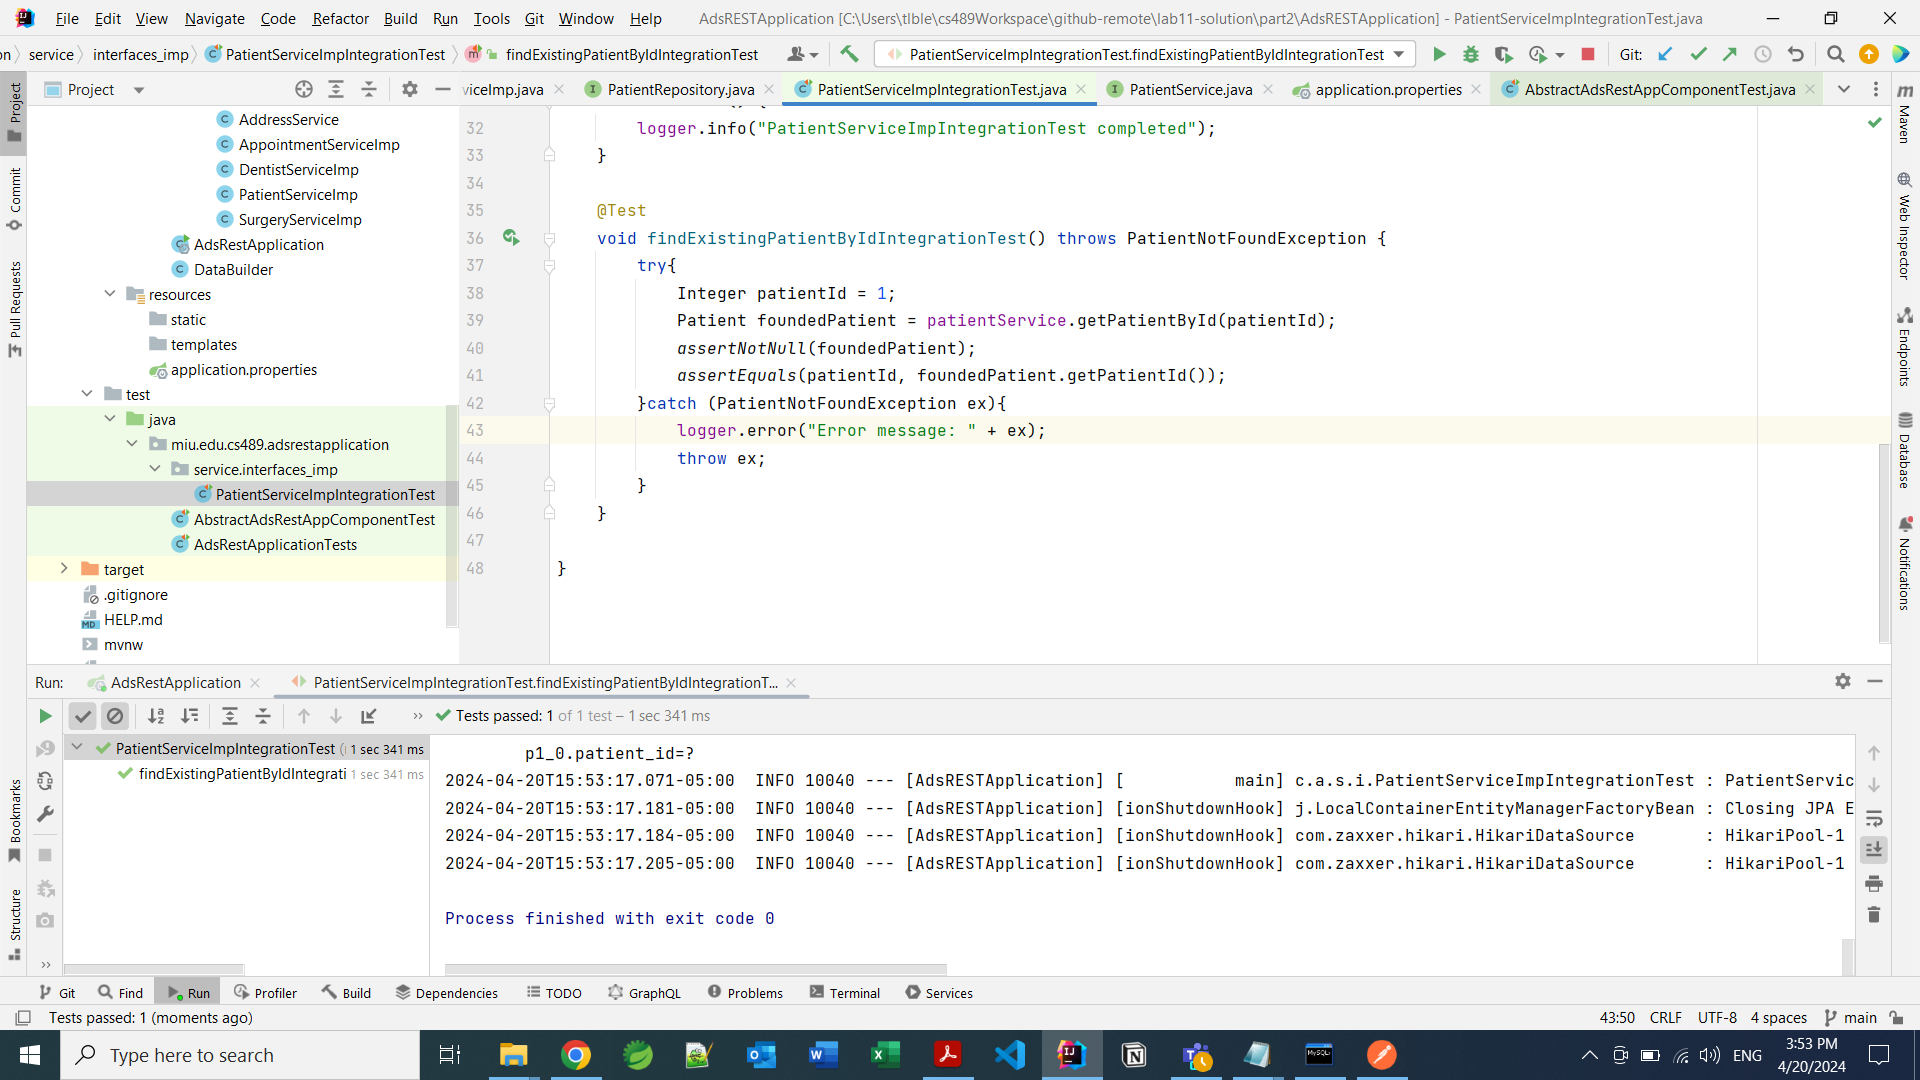 File Edit View Navigate Code Refactor Build Run Tools Git Window Help AdsRESTApplication [C:\Users\tlble\cs489Workspace\github-remote\lab11-solution\part2\AdsRESTApplication] - PatientServiceImpIntegrationTest.java
on service interfaces_imp PatientServiceImpIntegrationTest findExistingPatientByIdIntegrationTest PatientServiceImpIntegrationTest.findExistingPatientByIdIntegrationTest Git:
Project
viceImp.java PatientRepository.java PatientServiceImpIntegrationTest.java PatientService.java application.properties AbstractAdsRestAppComponentTest.java
Project
Commit
Pull Requests
Bookmarks
Structure
AddressService
AppointmentServiceImp
DentistServiceImp
PatientServiceImp
SurgeryServiceImp
AdsRestApplication
DataBuilder
resources
static
templates
application.properties
test
java
miu.edu.cs489.adsrestapplication
service.interfaces_imp
PatientServiceImpIntegrationTest
AbstractAdsRestAppComponentTest
AdsRestApplicationTests
target
.gitignore
HELP.md
mvnw
32 logger.info("PatientServiceImpIntegrationTest completed");
33 }
34
35 @Test
36 void findExistingPatientByIdIntegrationTest() throws PatientNotFoundException {
37 try{
38 Integer patientId = 1;
39 Patient foundedPatient = patientService.getPatientById(patientId);
40 assertNotNull(foundedPatient);
41 assertEquals(patientId, foundedPatient.getPatientId());
42 }catch (PatientNotFoundException ex){
43 logger.error("Error message: " + ex);
44 throw ex;
45 }
46 }
47
48 }
Maven
Web Inspector
Endpoints
Database
Notifications
Run: AdsRestApplication PatientServiceImpIntegrationTest.findExistingPatientByIdIntegrationT...
Tests passed: 1 of 1 test – 1 sec 341 ms
PatientServiceImpIntegrationTest ( 1 sec 341 ms
findExistingPatientByIdIntegrati 1 sec 341 ms
p1_0.patient_id=?
2024-04-20T15:53:17.071-05:00 INFO 10040 --- [AdsRESTApplication] [ main] c.a.s.i.PatientServiceImpIntegrationTest : PatientServic
2024-04-20T15:53:17.181-05:00 INFO 10040 --- [AdsRESTApplication] [ionShutdownHook] j.LocalContainerEntityManagerFactoryBean : Closing JPA E
2024-04-20T15:53:17.184-05:00 INFO 10040 --- [AdsRESTApplication] [ionShutdownHook] com.zaxxer.hikari.HikariDataSource : HikariPool-1
2024-04-20T15:53:17.205-05:00 INFO 10040 --- [AdsRESTApplication] [ionShutdownHook] com.zaxxer.hikari.HikariDataSource : HikariPool-1
Process finished with exit code 0
Git Find Run Profiler Build Dependencies TODO GraphQL Problems Terminal Services
Tests passed: 1 (moments ago) 43:50 CRLF UTF-8 4 spaces main
Type here to search
ENG
3:53 PM
4/20/2024